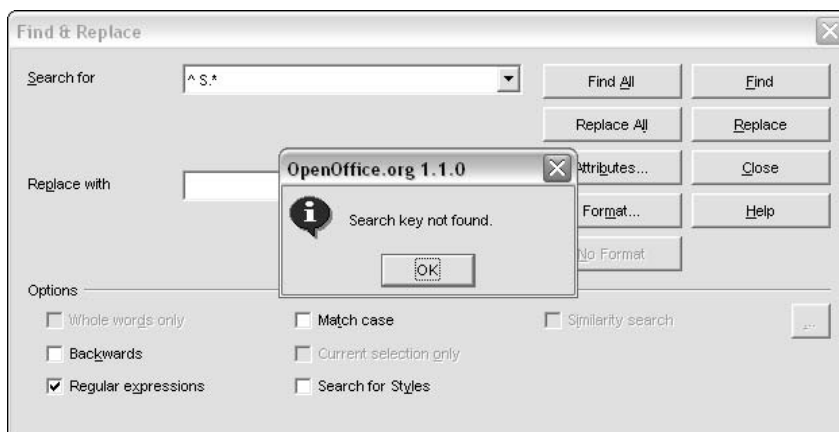 Find & Replace
Search for
^ S.*
Find All
Find
Replace All
Replace
Replace with
OpenOffice.org 1.1.0
Attributes...
Close
Search key not found.
Format...
Help
OK
No Format
Options
Whole words only
Match case
Similarity search
...
Backwards
Current selection only
Regular expressions
Search for Styles